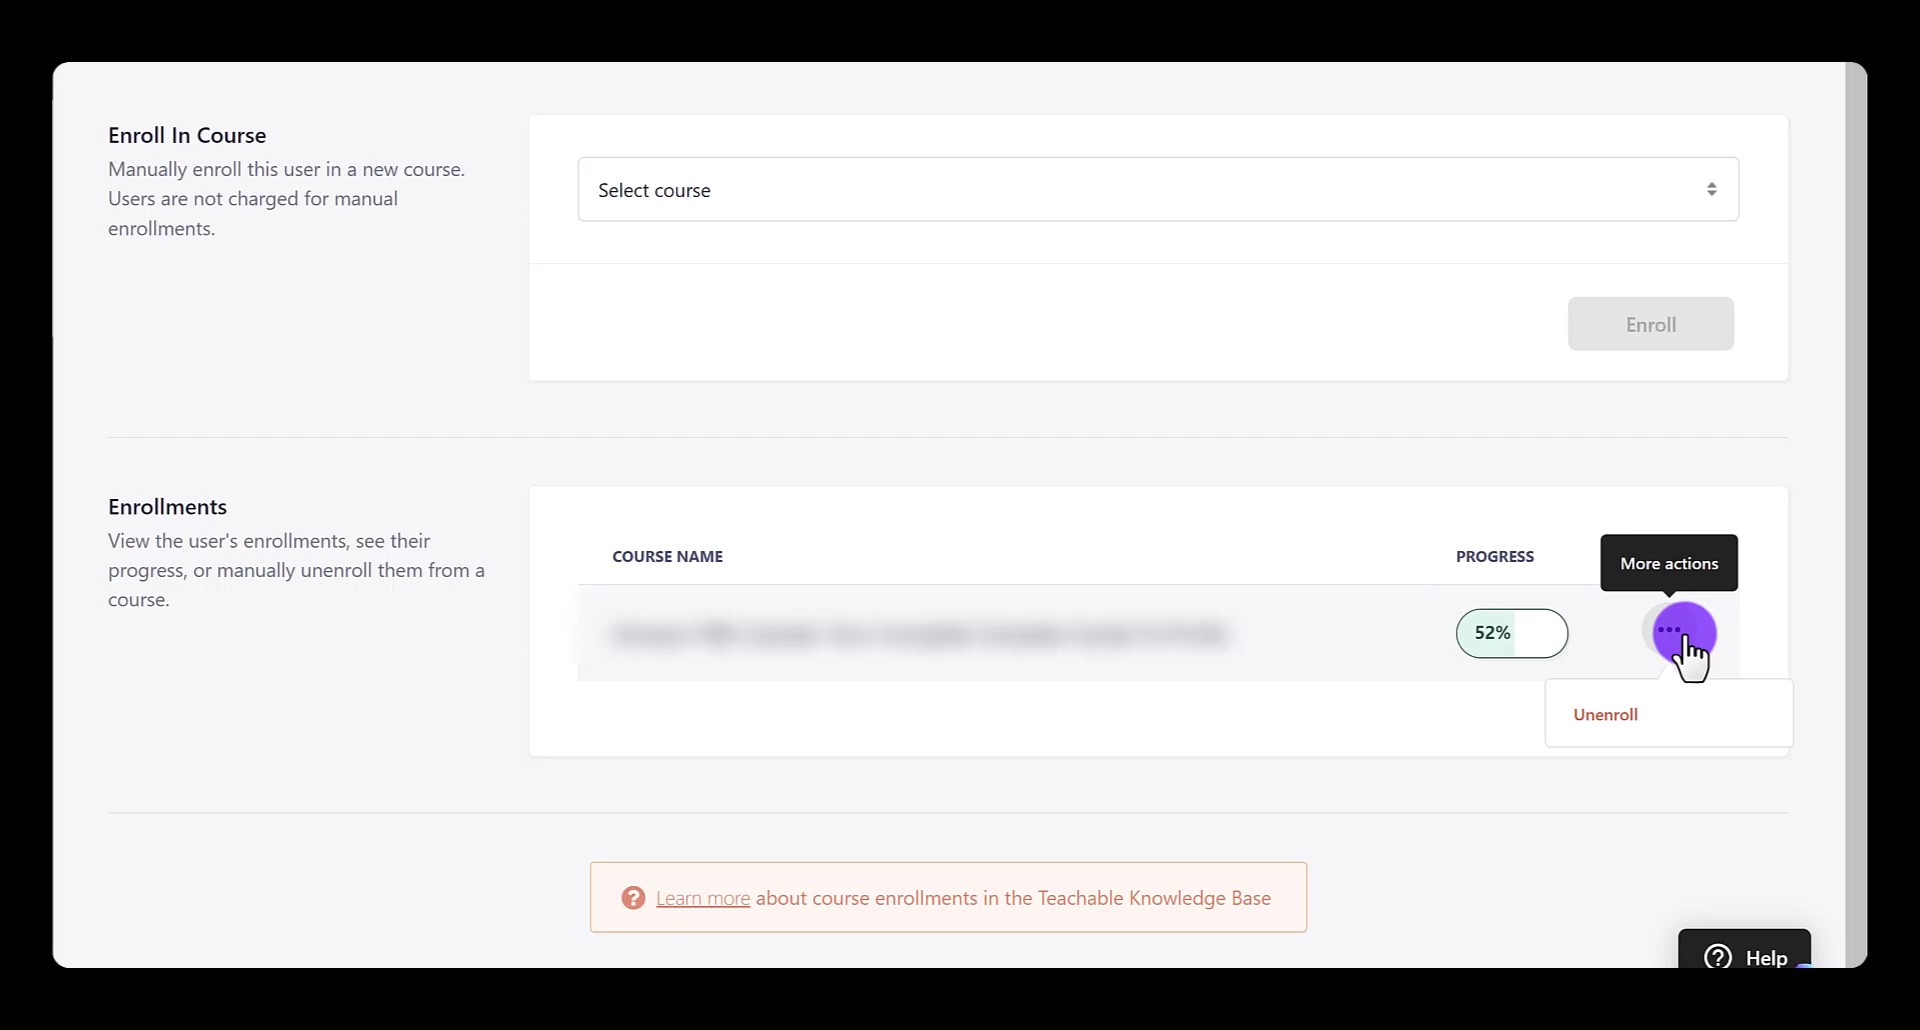 Enroll In Course
Manually enroll this user in a new course.
Users are not charged for manual
enrollments.
Select course
Enroll
Enrollments
View the user's enrollments, see their
progress, or manually unenroll them from a
course.
COURSE NAME
PROGRESS
More actions
52%
Unenroll
Learn more about course enrollments in the Teachable Knowledge Base
Help